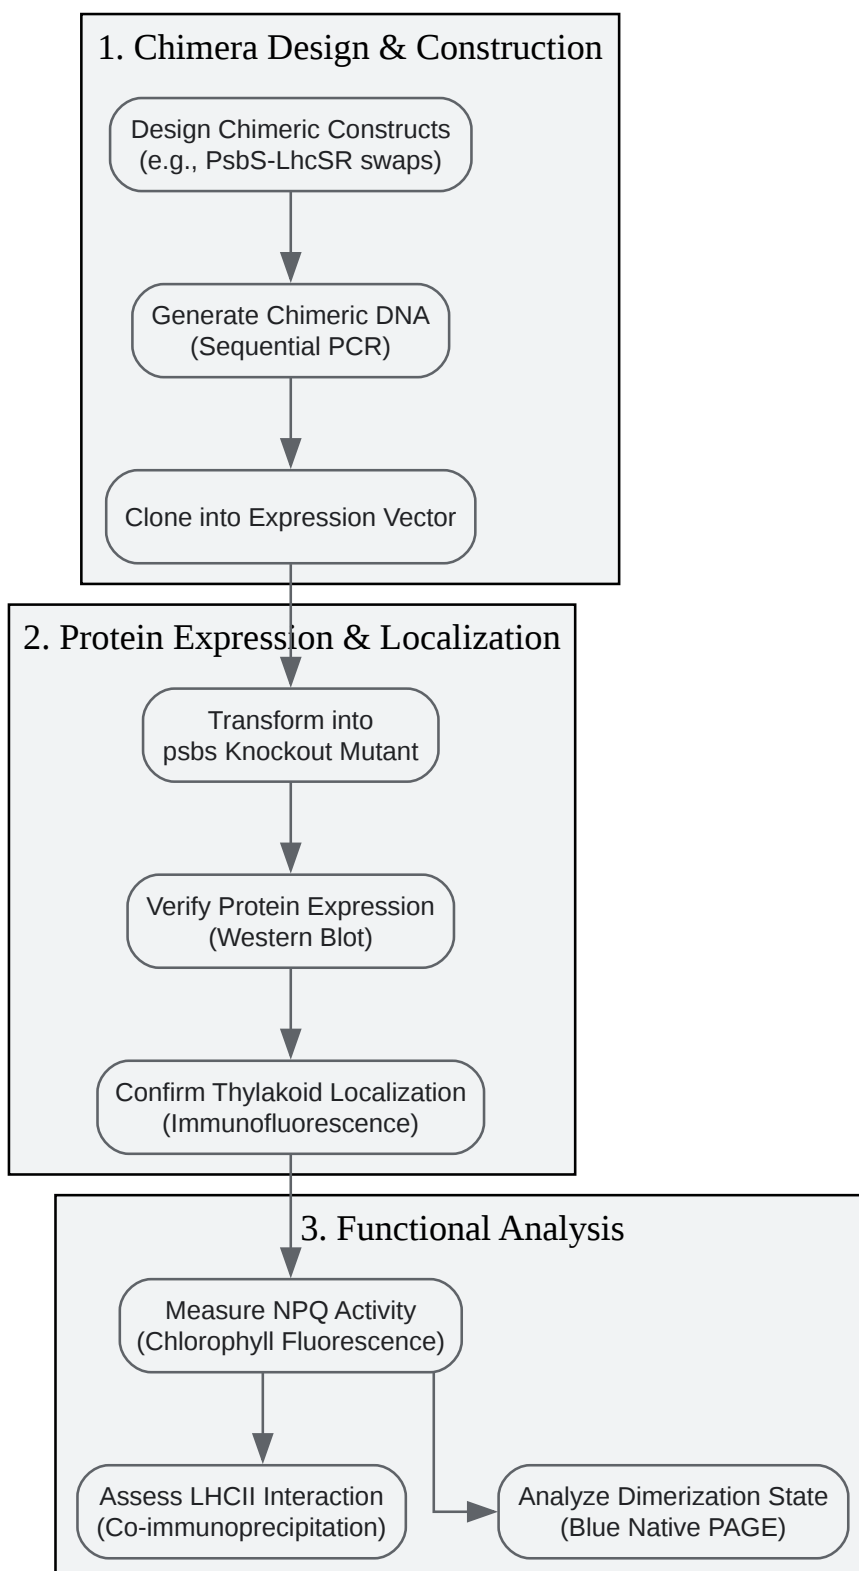 1. Chimera Design & Construction
Design Chimeric Constructs
(e.g., PsbS-LhcSR swaps)
Generate Chimeric DNA
(Sequential PCR)
Clone into Expression Vector
2. Protein Expression & Localization
Transform into
psbs Knockout Mutant
Verify Protein Expression
(Western Blot)
Confirm Thylakoid Localization
(Immunofluorescence)
3. Functional Analysis
Measure NPQ Activity
(Chlorophyll Fluorescence)
Assess LHCII Interaction
(Co-immunoprecipitation)
Analyze Dimerization State
(Blue Native PAGE)